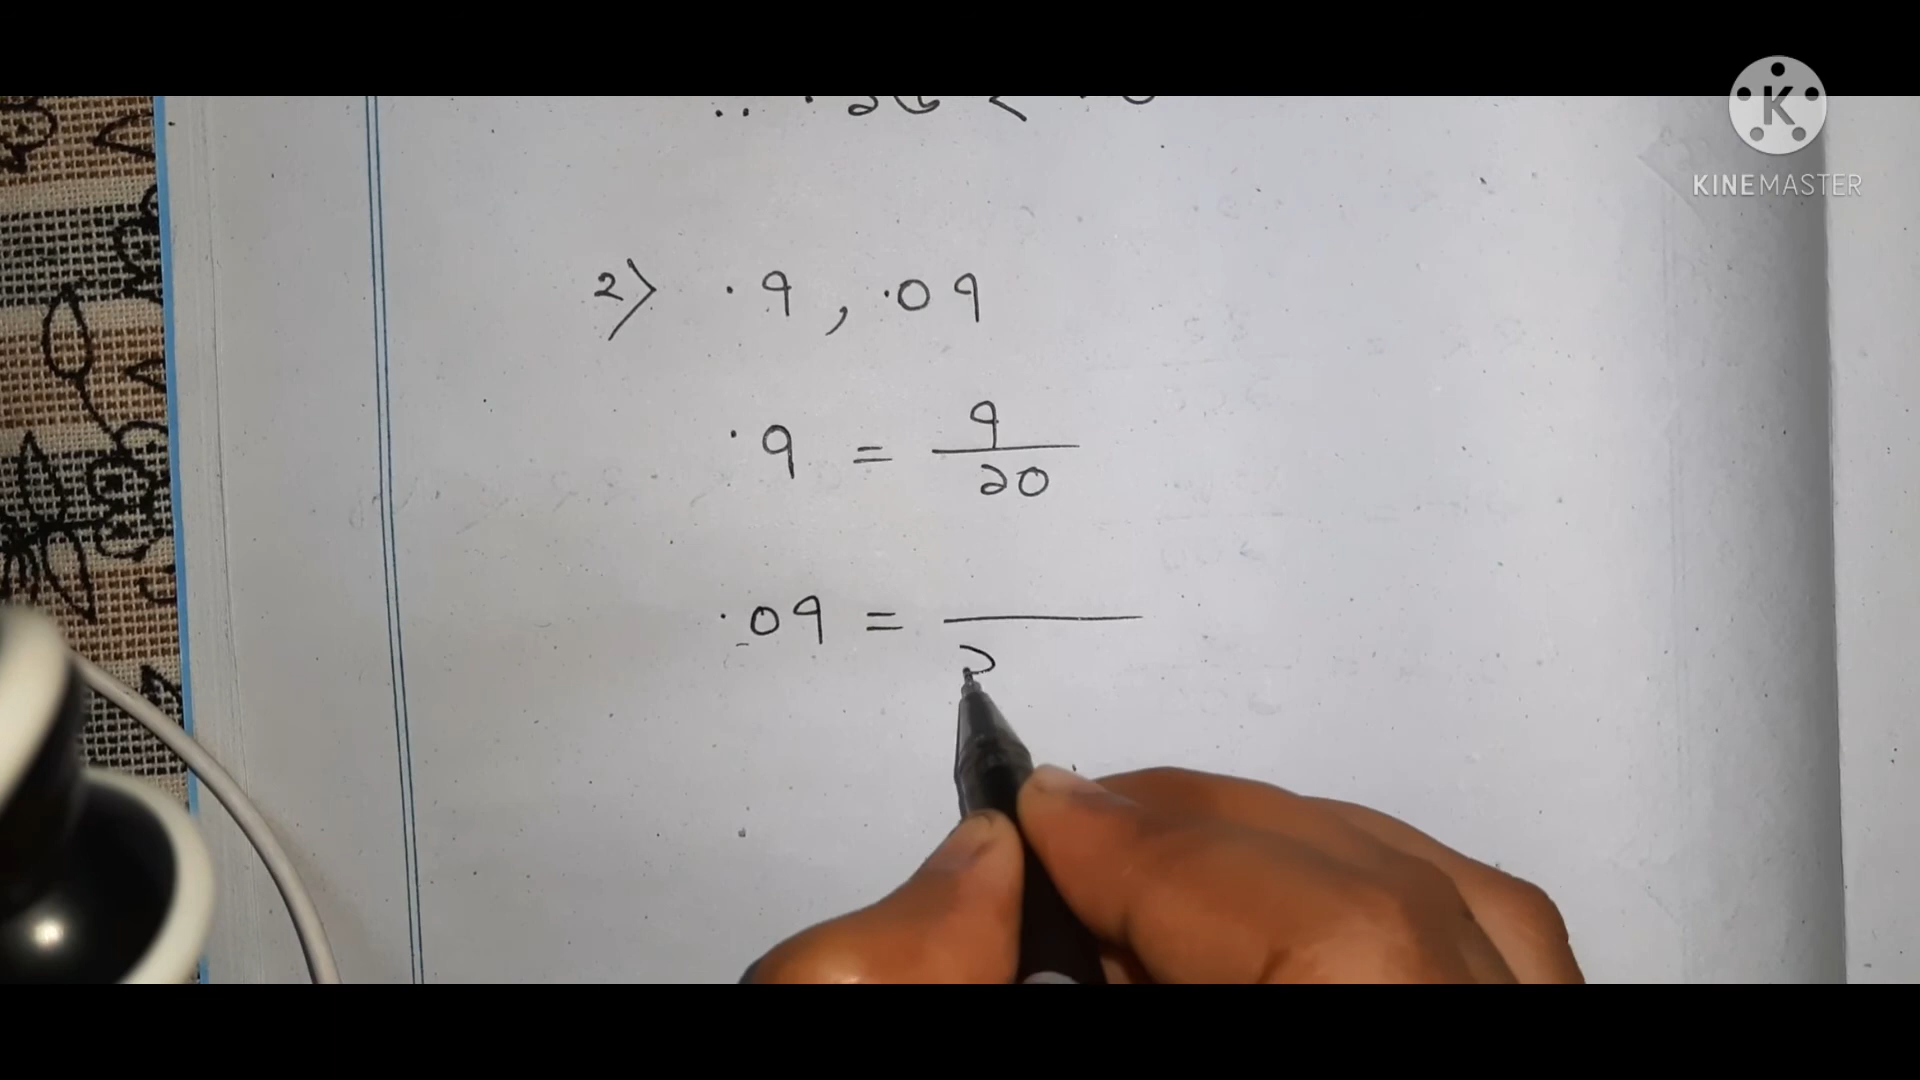 ২) .৭, .০৭
.৭ = ৭/১০
.০৭ =
KINEMASTER